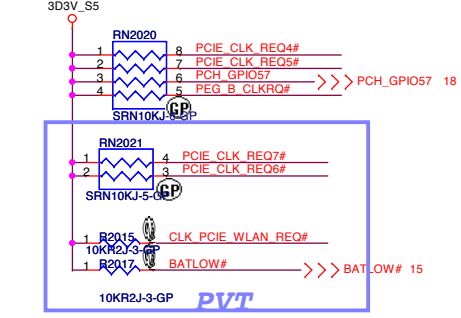 3D3V_S5
RN2020
1 8 PCIE_CLK_REQ4#
2 7 PCIE_CLK_REQ5#
3 6 PCH_GPIO57 PCH_GPIO57 18
4 5 PEG_B_CLKRQ#
SRN10KJ-6-GP
GP
RN2021
1 4 PCIE_CLK_REQ7#
2 3 PCIE_CLK_REQ6#
SRN10KJ-5-GP
GP
1 R2015 CLK_PCIE_WLAN_REQ#
10KR2J-3-GP
1 R2017 BATLOW# BATLOW# 15
10KR2J-3-GP
PVT